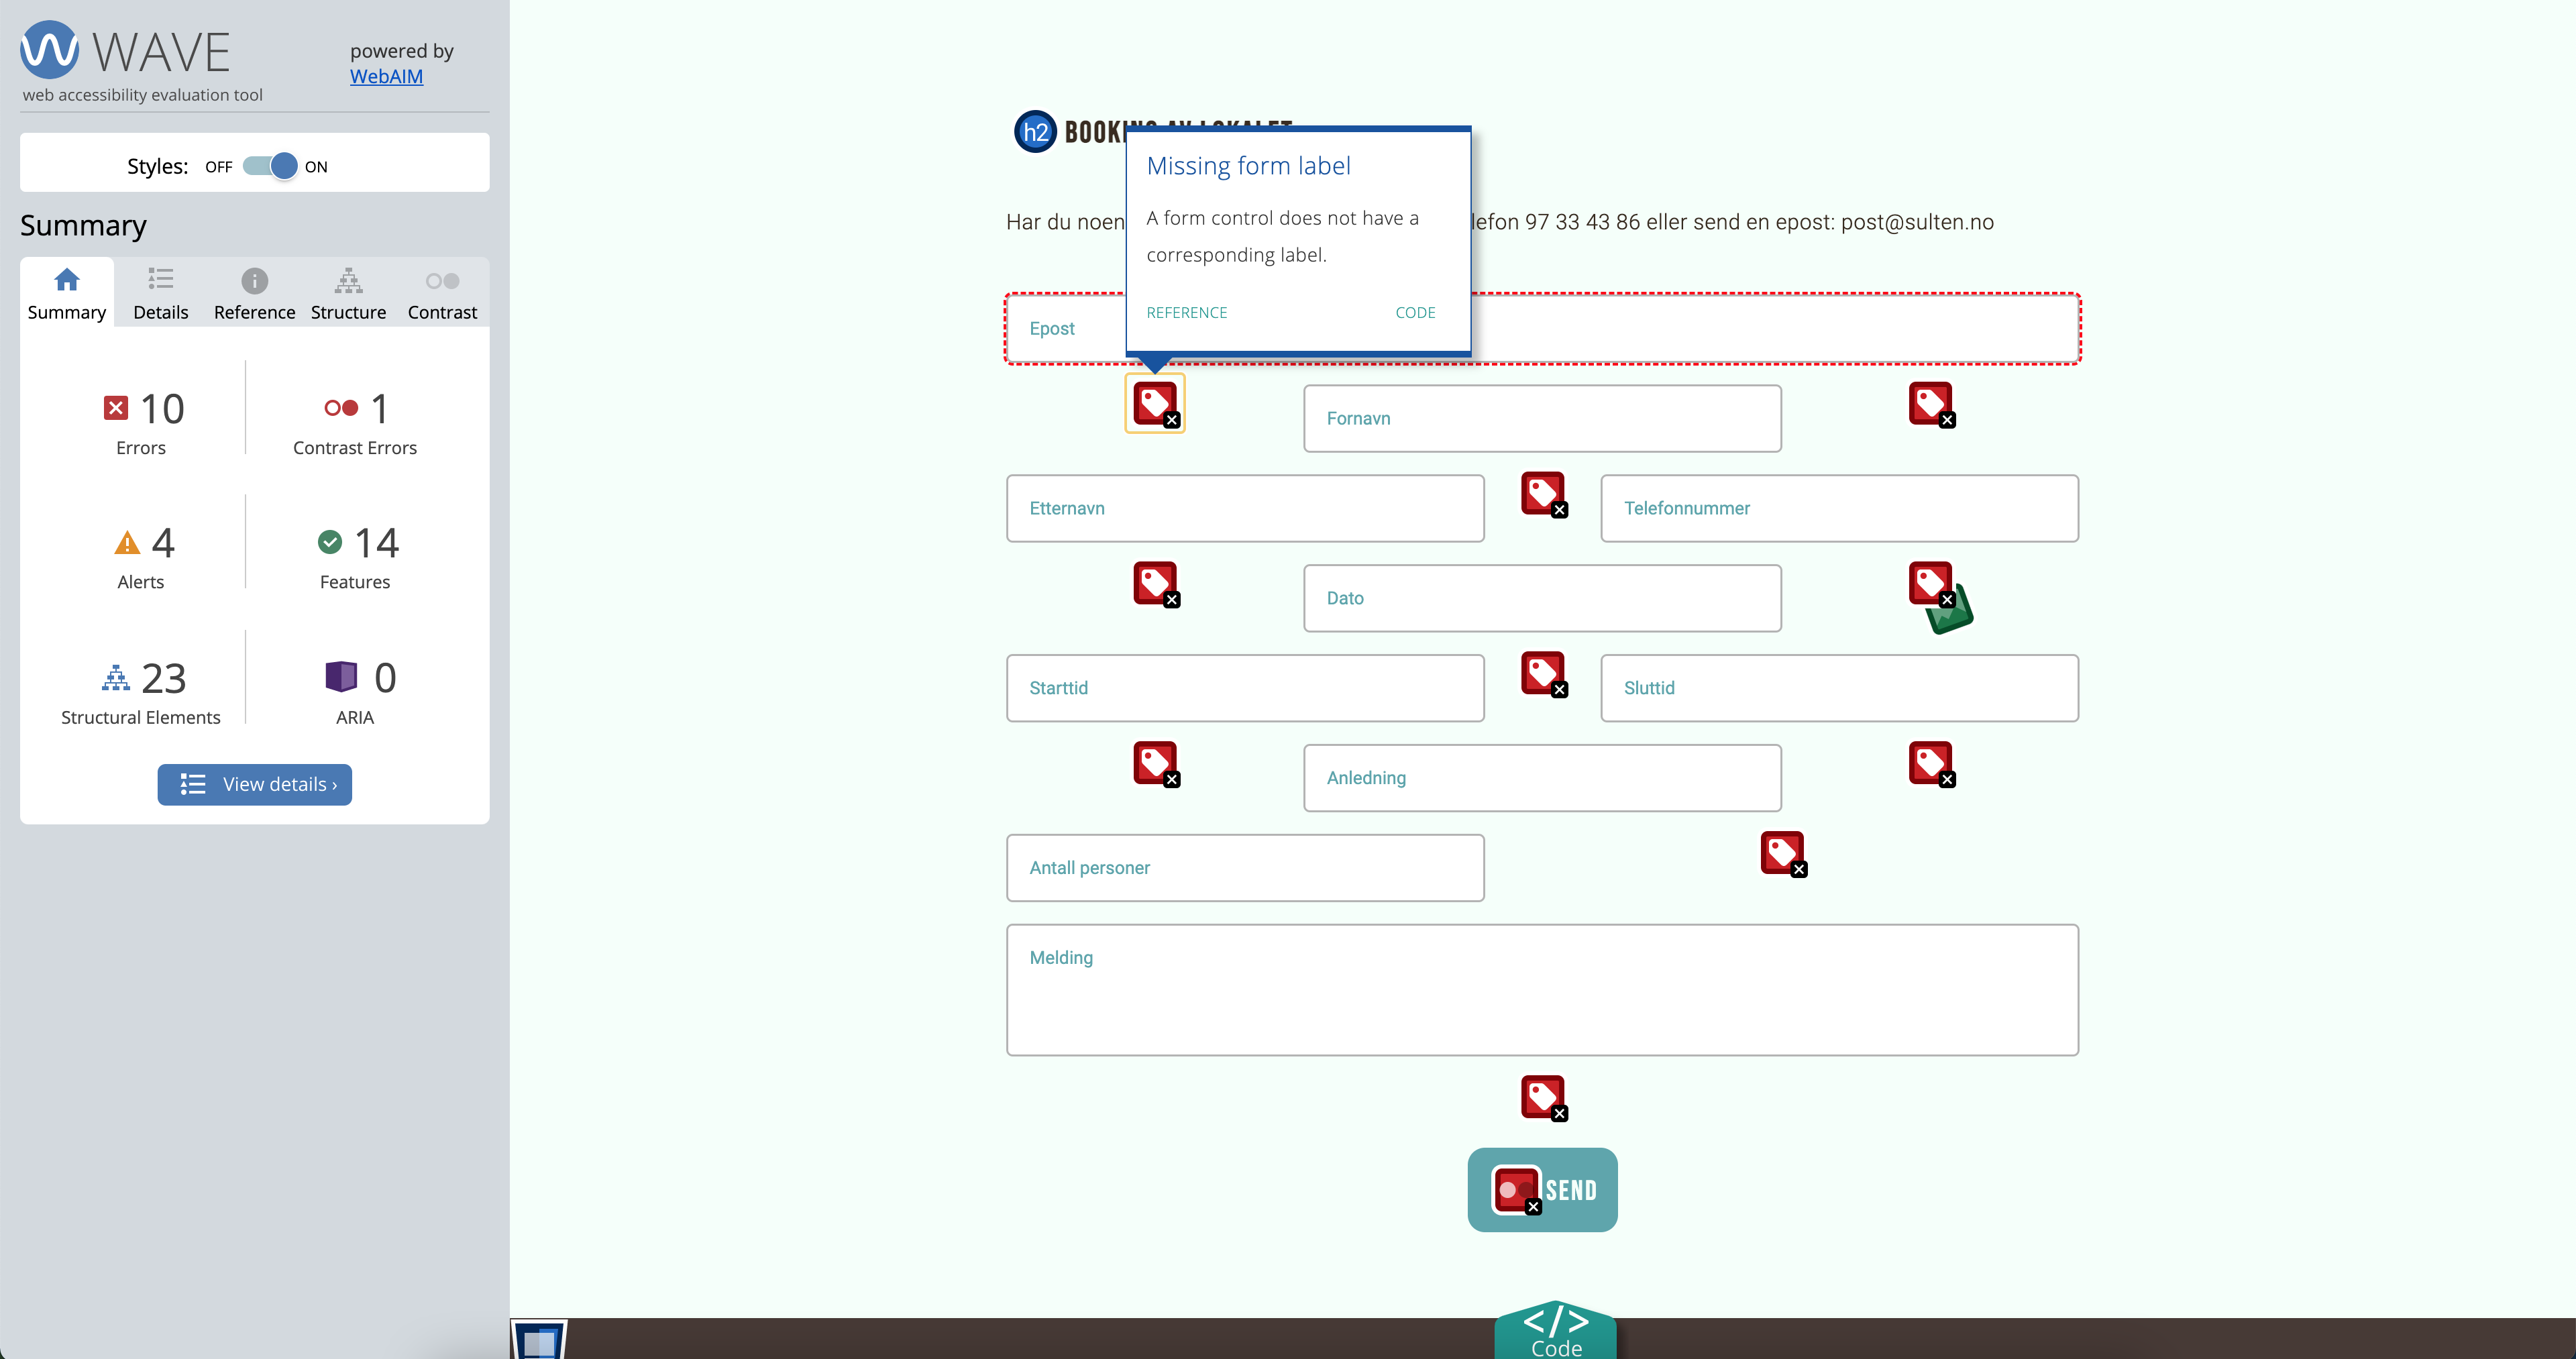 WAVE
powered by
WebAIM
web accessibility evaluation tool
Styles: OFF ON
Summary
Summary Details Reference Structure Contrast
10 Errors
1 Contrast Errors
4 Alerts
14 Features
23 Structural Elements
0 ARIA
View details ›
h2 BOOKING AV LOKALET
Missing form label
A form control does not have a
corresponding label.
REFERENCE CODE
Har du noen lefon 97 33 43 86 eller send en epost: post@sulten.no
Epost
Fornavn
Etternavn
Telefonnummer
Dato
Starttid
Sluttid
Anledning
Antall personer
Melding
SEND
</>
Code